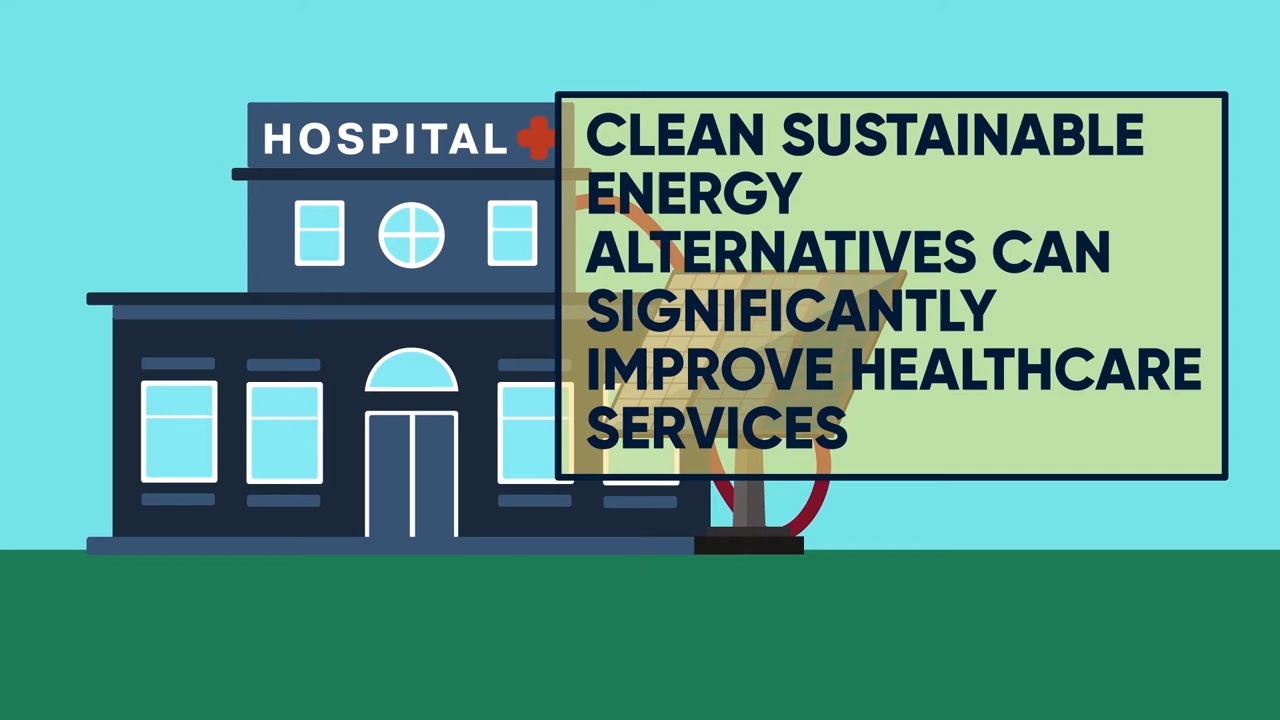 HOSPITAL
CLEAN SUSTAINABLE
ENERGY
ALTERNATIVES CAN
SIGNIFICANTLY
IMPROVE HEALTHCARE
SERVICES